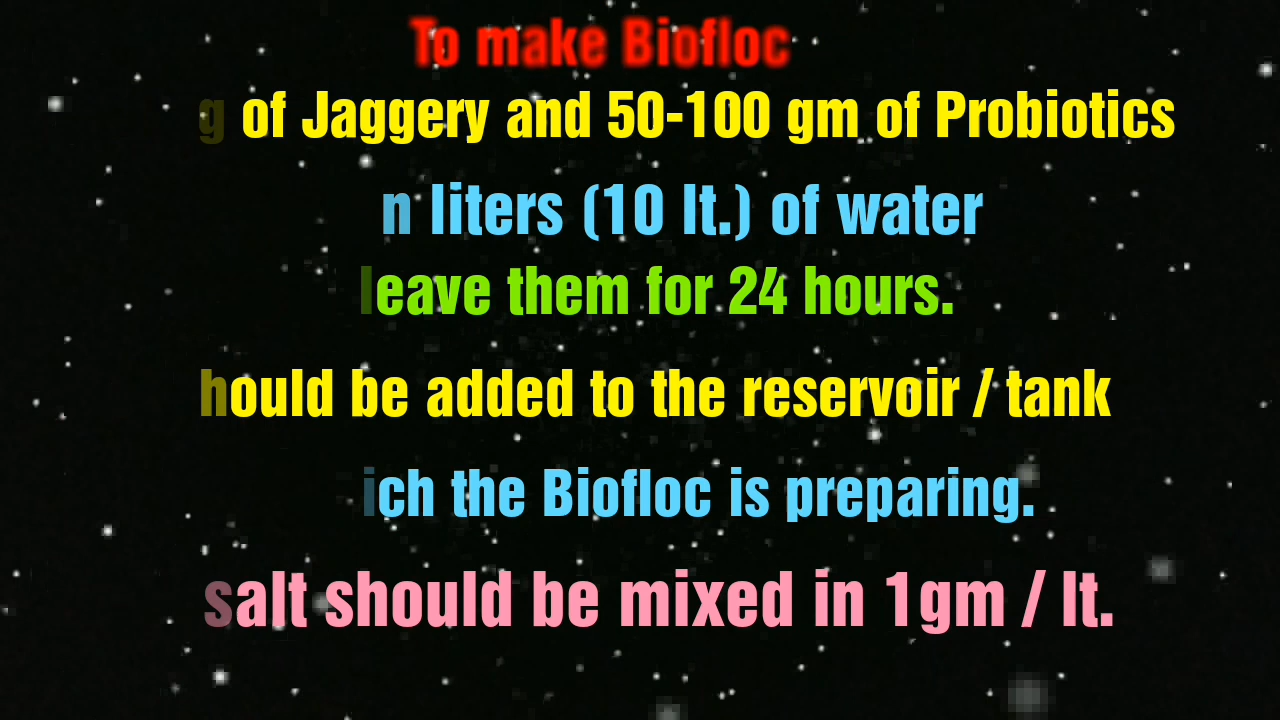 To make Biofloc
g of Jaggery and 50-100 gm of Probiotics
n liters (10 lt.) of water
leave them for 24 hours.
hould be added to the reservoir / tank
ich the Biofloc is preparing.
salt should be mixed in 1gm / lt.